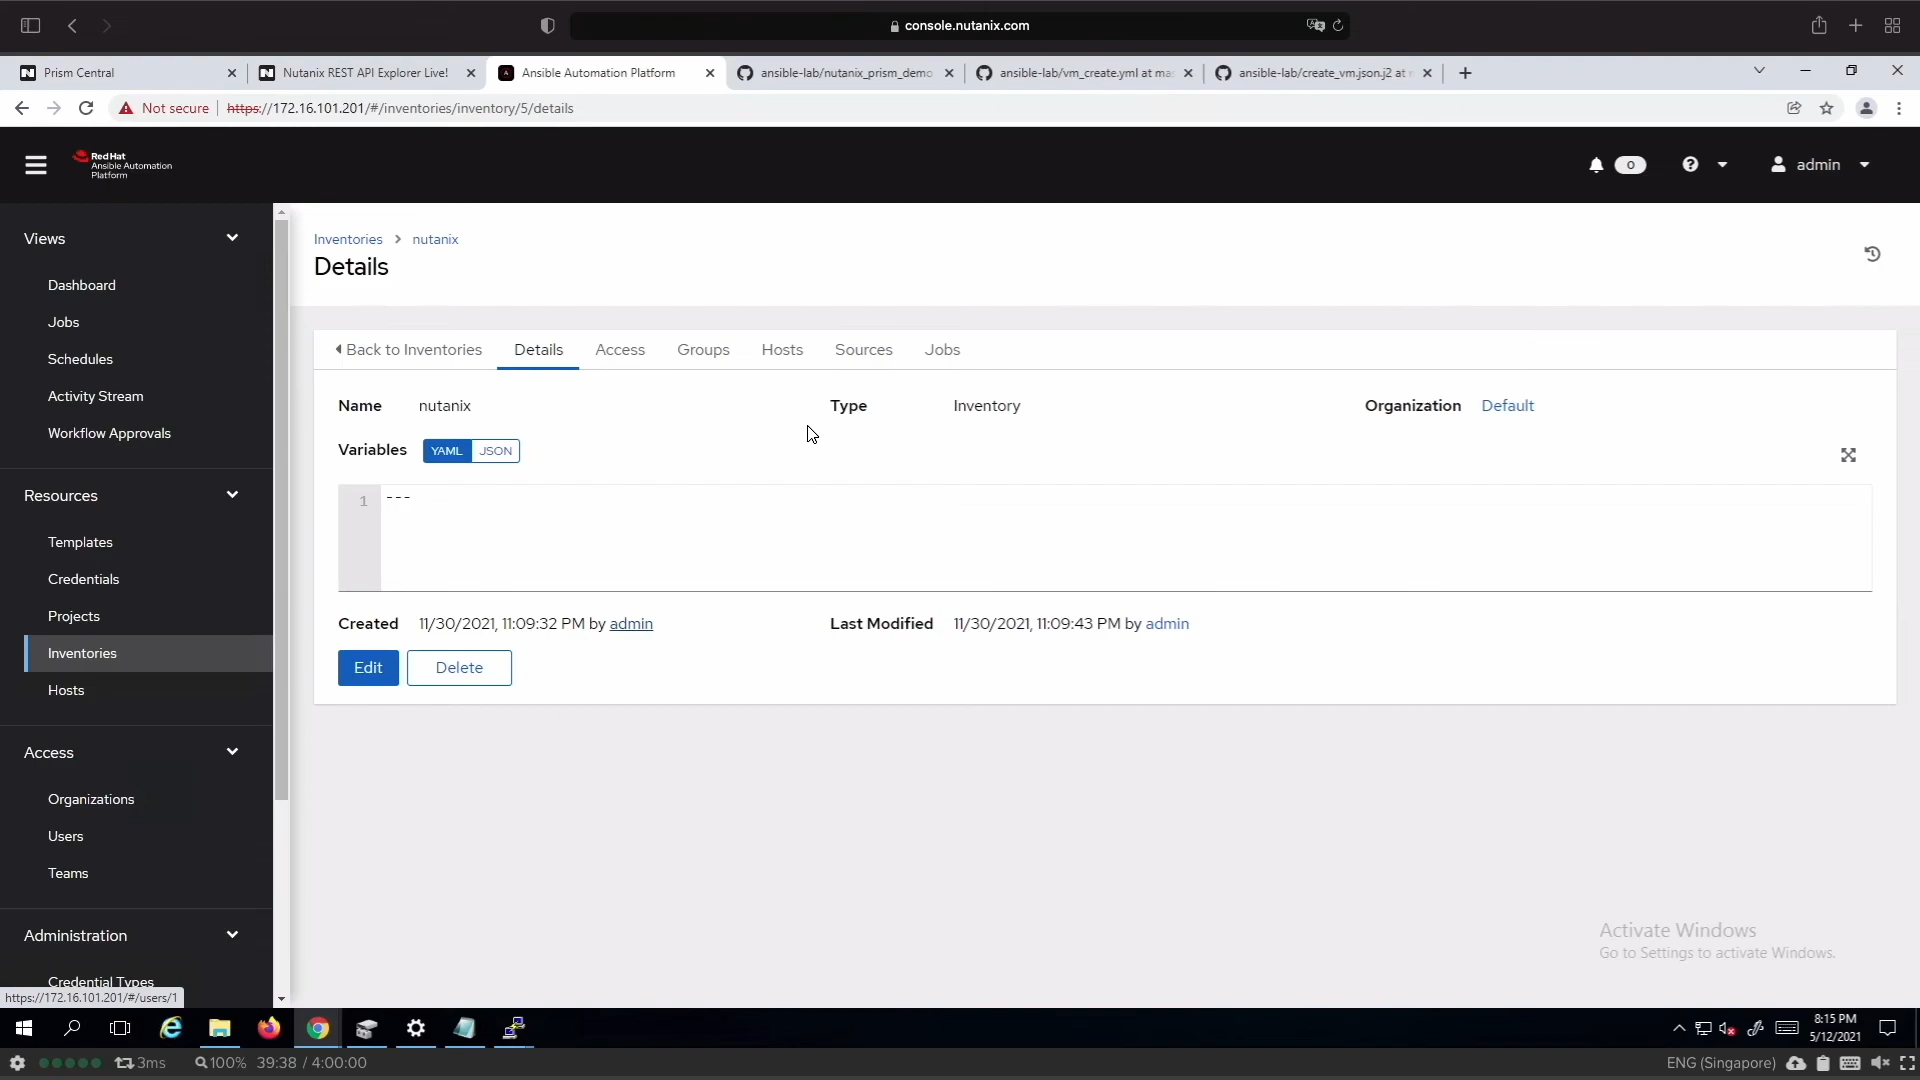 console.nutanix.com
Prism Central
Nutanix REST API Explorer Live!
Ansible Automation Platform
ansible-lab/nutanix_prism_demo
ansible-lab/vm_create.yml at ma
ansible-lab/create_vm.json.j2 at
Not secure
https://172.16.101.201/#/inventories/inventory/5/details
Red Hat
Ansible Automation
Platform
0
admin
Views
Dashboard
Jobs
Schedules
Activity Stream
Workflow Approvals
Resources
Templates
Credentials
Projects
Inventories
Hosts
Access
Organizations
Users
Teams
Administration
Credential Types
https://172.16.101.201/#/users/1
Inventories > nutanix
Details
Back to Inventories
Details
Access
Groups
Hosts
Sources
Jobs
Name nutanix
Type Inventory
Organization Default
Variables YAML JSON
1 ---
Created 11/30/2021, 11:09:32 PM by admin
Last Modified 11/30/2021, 11:09:43 PM by admin
Edit
Delete
Activate Windows
Go to Settings to activate Windows.
8:15 PM
5/12/2021
3ms
100%
39:38 / 4:00:00
ENG (Singapore)